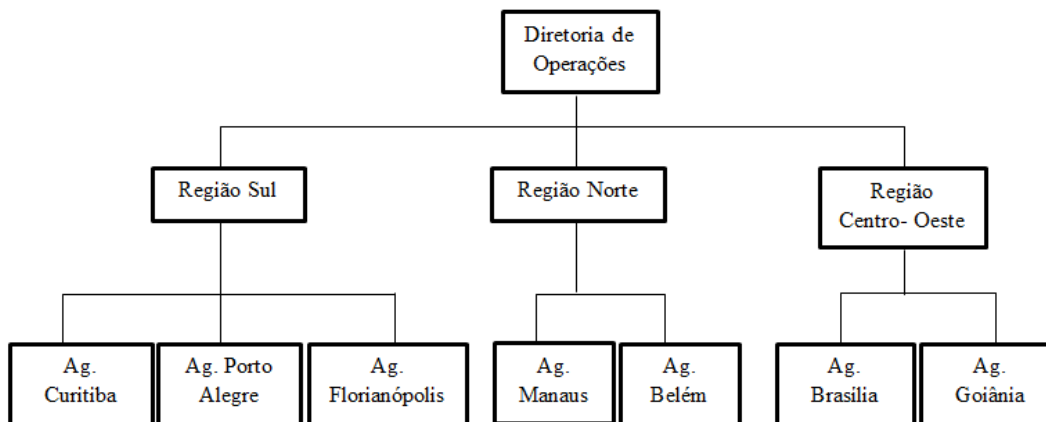 Diretoria de
Operações
Região Sul
Região Norte
Região
Centro- Oeste
Ag.
Curitiba
Ag. Porto
Alegre
Ag.
Florianópolis
Ag.
Manaus
Ag.
Belém
Ag.
Brasília
Ag.
Goiânia